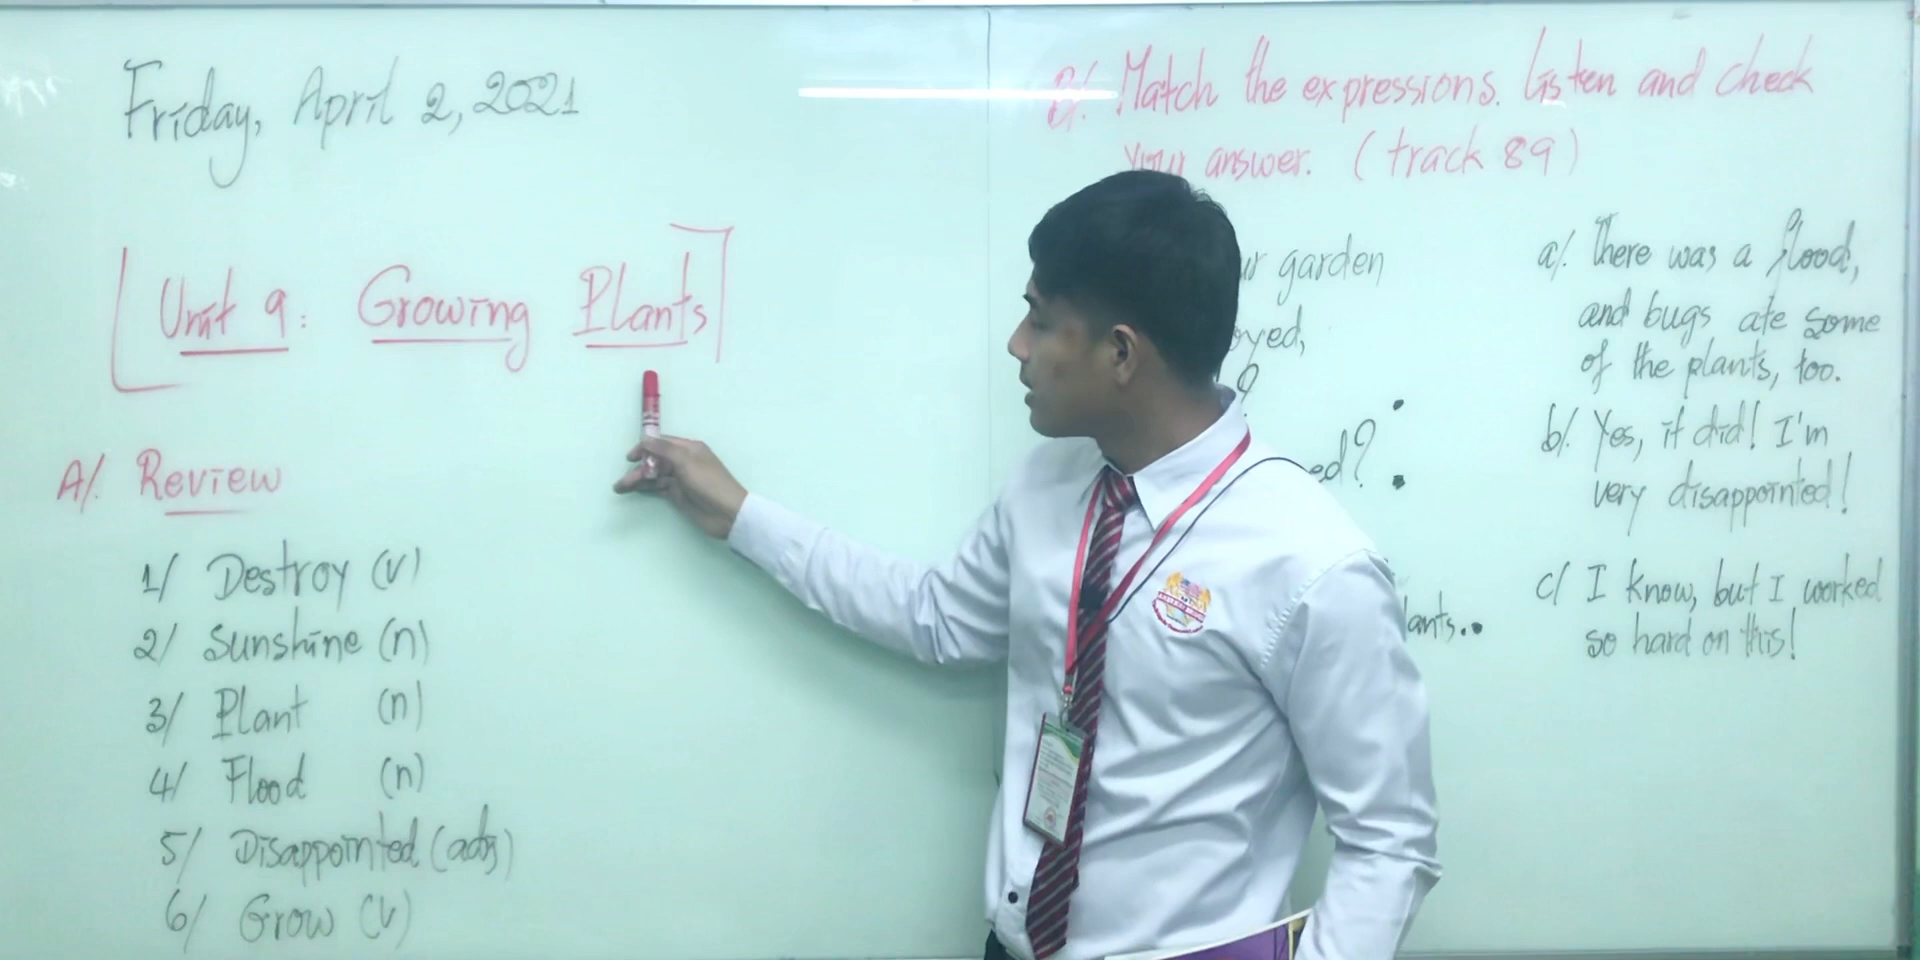 Friday, April 2, 2021
Unit 9: Growing Plants
A/. Review
1/ Destroy (v)
2/ Sunshine (n)
3/ Plant (n)
4/ Flood (n)
5/ Disappointed (adj)
6/ Grow (v)
B/. Match the expressions. Listen and check
your answer. (track 89)
garden
?
ed?
lants..
a/. There was a flood,
and bugs ate some
of the plants, too.
b/. Yes, it did! I'm
very disappointed!
c/ I know, but I worked
so hard on this!